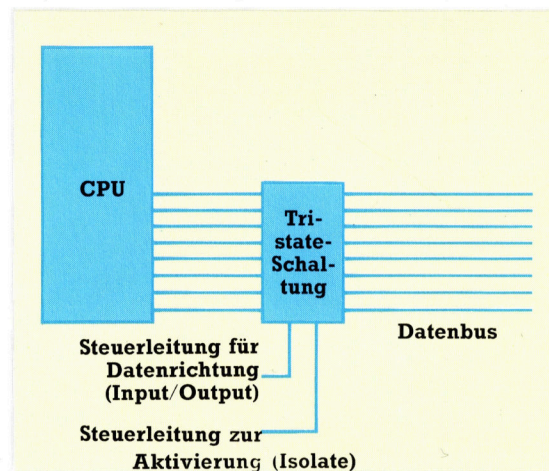 CPU
Tri-
state-
Schal-
tung
Datenbus
Steuerleitung für
Datenrichtung
(Input/Output)
Steuerleitung zur
Aktivierung (Isolate)